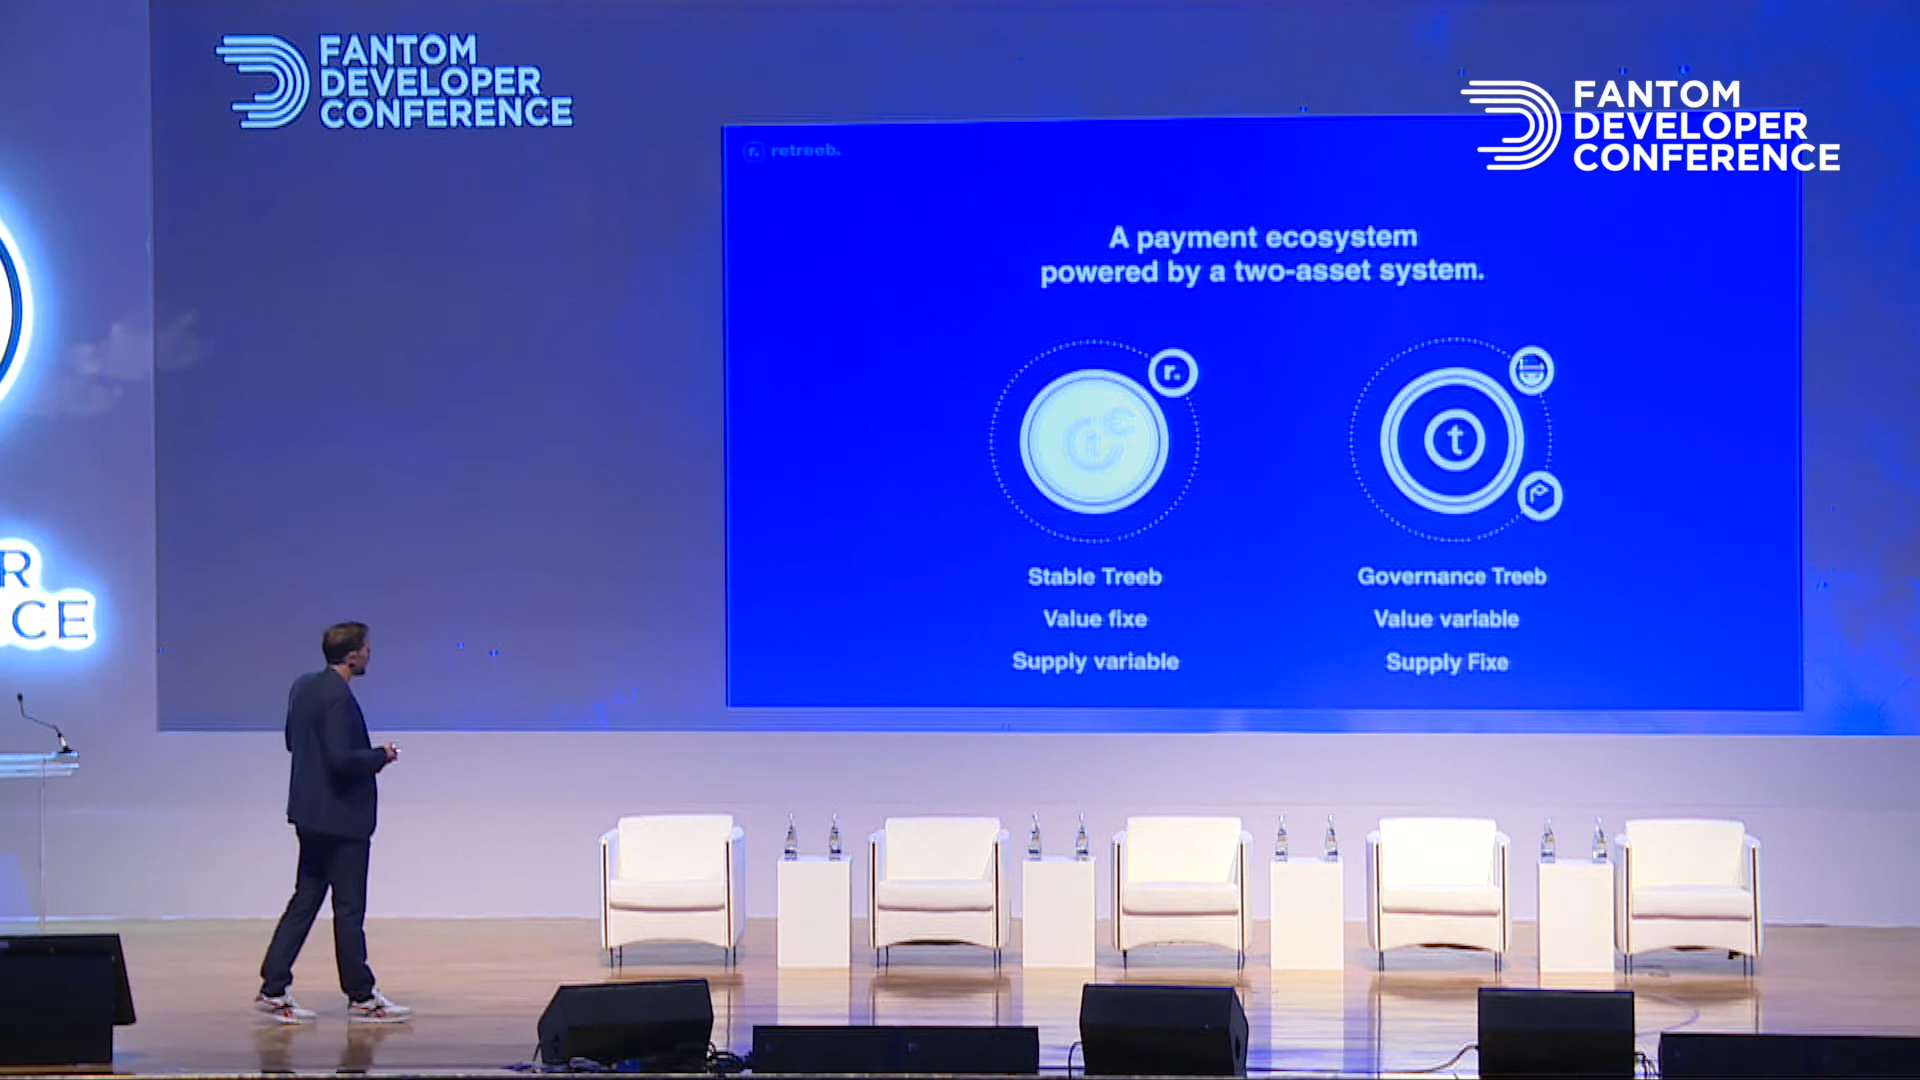 FANTOM
DEVELOPER
CONFERENCE
FANTOM
DEVELOPER
CONFERENCE
r. retreeb.
A payment ecosystem
powered by a two-asset system.
r.
t
t
Stable Treeb
Governance Treeb
Value fixe
Value variable
Supply variable
Supply Fixe
R
CE